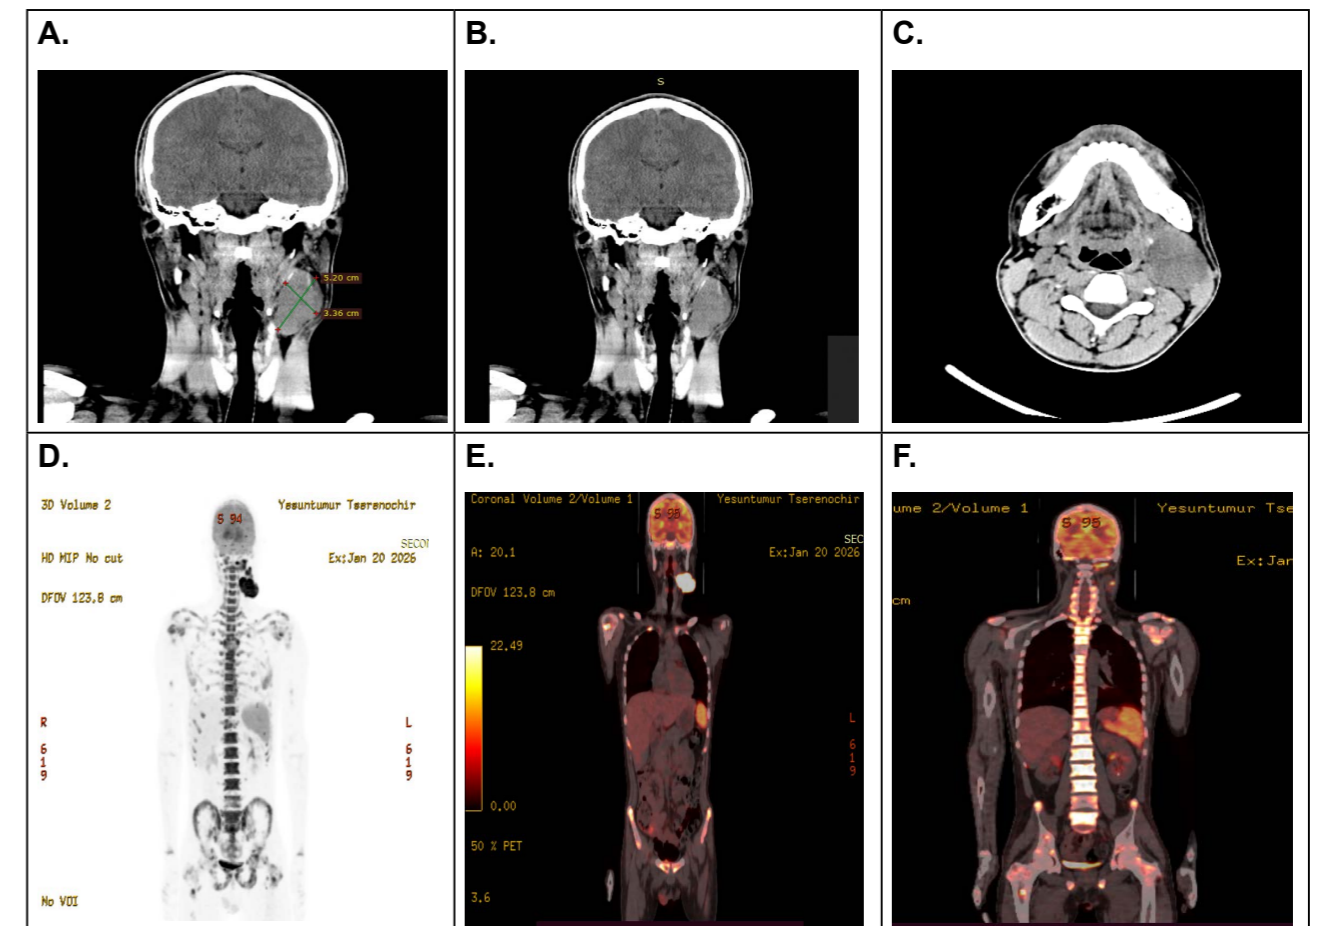 A.
5.20 cm
3.36 cm
B.
S
C.
D.
3D Volume 2
Yesuntumur Tserenochir
S 94
SECON
HD MIP No cut
Ex:Jan 20 2026
DFOV 123.8 cm
R
6
1
9
L
6
1
9
No VOI
E.
Coronal Volume 2/Volume 1
Yesuntumur Tserenochir
S 95
SEC
A: 20.1
Ex:Jan 20 2026
DFOV 123.8 cm
22.49
L
6
1
9
0.00
50 % PET
3.6
F.
ume 2/Volume 1
Yesuntumur Tse
S 95
Ex:Jan
cm